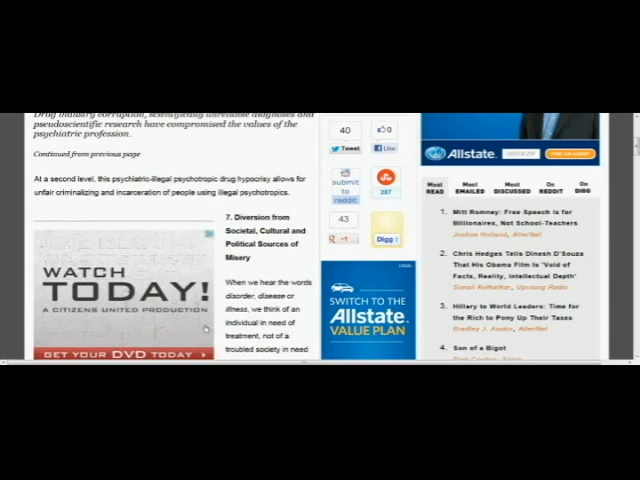 Drug industry corruption, scientifically unreliable diagnoses and
pseudoscientific research have compromised the values of the
psychiatric profession.
Continued from previous page
At a second level, this psychiatric-illegal psychotropic drug hypocrisy allows for
unfair criminalizing and incarceration of people using illegal psychotropics.
WATCH
TODAY!
A CITIZENS UNITED PRODUCTION
GET YOUR DVD TODAY
7. Diversion from
Societal, Cultural and
Political Sources of
Misery
When we hear the words
disorder, disease or
illness, we think of an
individual in need of
treatment, not of a
troubled society in need
40
Tweet
0
Like
submit
to
reddit
287
43
+1
Digg
SWITCH TO THE
Allstate
VALUE PLAN
Allstate.
Most
READ
Most
EMAILED
Most
DISCUSSED
On
REDDIT
On
DIGG
1. Mitt Romney: Free Speech is for
Billionaires, Not School-Teachers
Joshua Holland, AlterNet
2. Chris Hedges Tells Dinesh D'Souza
That His Obama Film Is 'Void of
Facts, Reality, Intellectual Depth'
Sonali Kolhatkar, Uprising Radio
3. Hillary to World Leaders: Time for
the Rich to Pony Up Their Taxes
Bradley J.
AlterNet
4. Son of a Bigot